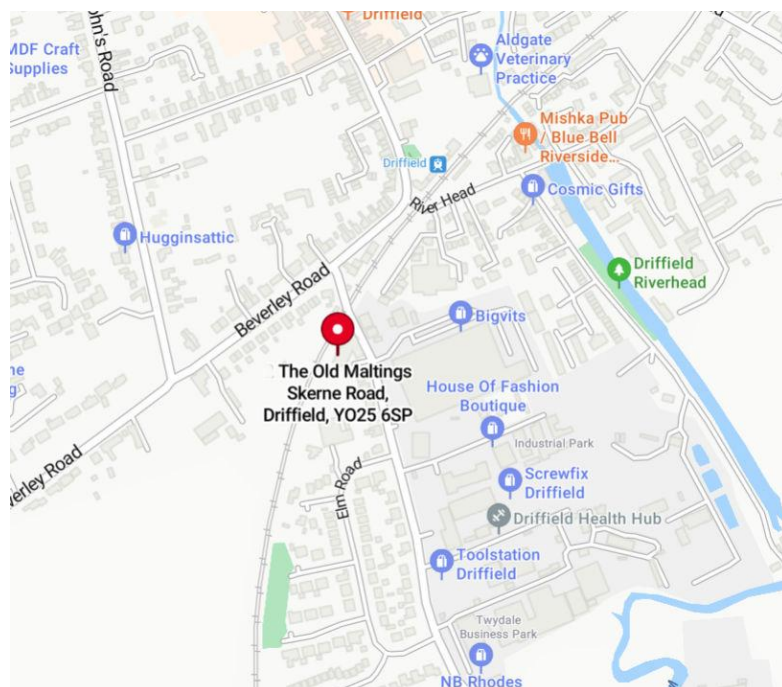 Driffield
ohn's Road
MDF Craft
Supplies
Aldgate
Veterinary
Practice
Mishka Pub
/ Blue Bell
Riverside...
Driffield
River Head
Cosmic Gifts
Hugginsattic
Driffield
Riverhead
Beverley Road
Bigvits
The Old Maltings
Skerne Road,
Driffield, YO25 6SP
House Of Fashion
Boutique
Industrial Park
ne
g
verley Road
Elm Road
Screwfix
Driffield
Driffield Health Hub
Toolstation
Driffield
Twydale
Business Park
NB Rhodes